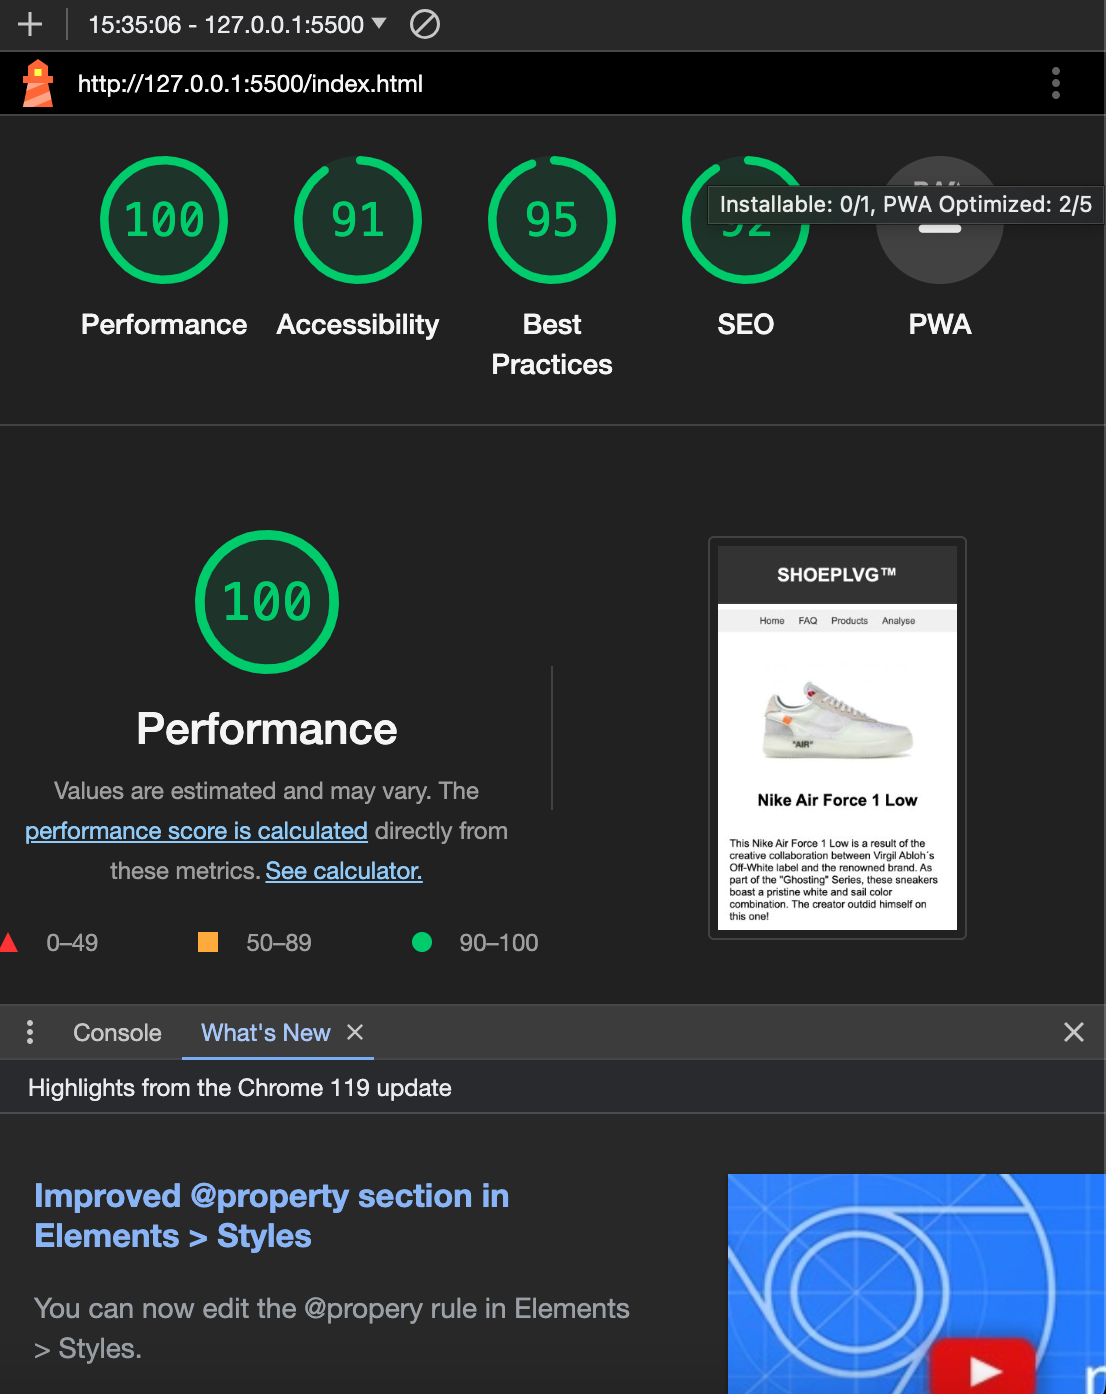 15:35:06 - 127.0.0.1:5500
http://127.0.0.1:5500/index.html
100
91
95
92
Installable: 0/1, PWA Optimized: 2/5
Performance
Accessibility
Best
Practices
SEO
PWA
100
Performance
Values are estimated and may vary. The
performance score is calculated directly from
these metrics. See calculator.
0–49
50–89
90–100
SHOEPLVG™
Home FAQ Products Analyse
"AIR"
Nike Air Force 1 Low
This Nike Air Force 1 Low is a result of the
creative collaboration between Virgil Abloh´s
Off-White label and the renowned brand. As
part of the "Ghosting" Series, these sneakers
boast a pristine white and sail color
combination. The creator outdid himself on
this one!
Console
What's New
Highlights from the Chrome 119 update
Improved @property section in
Elements > Styles
You can now edit the @propery rule in Elements
> Styles.